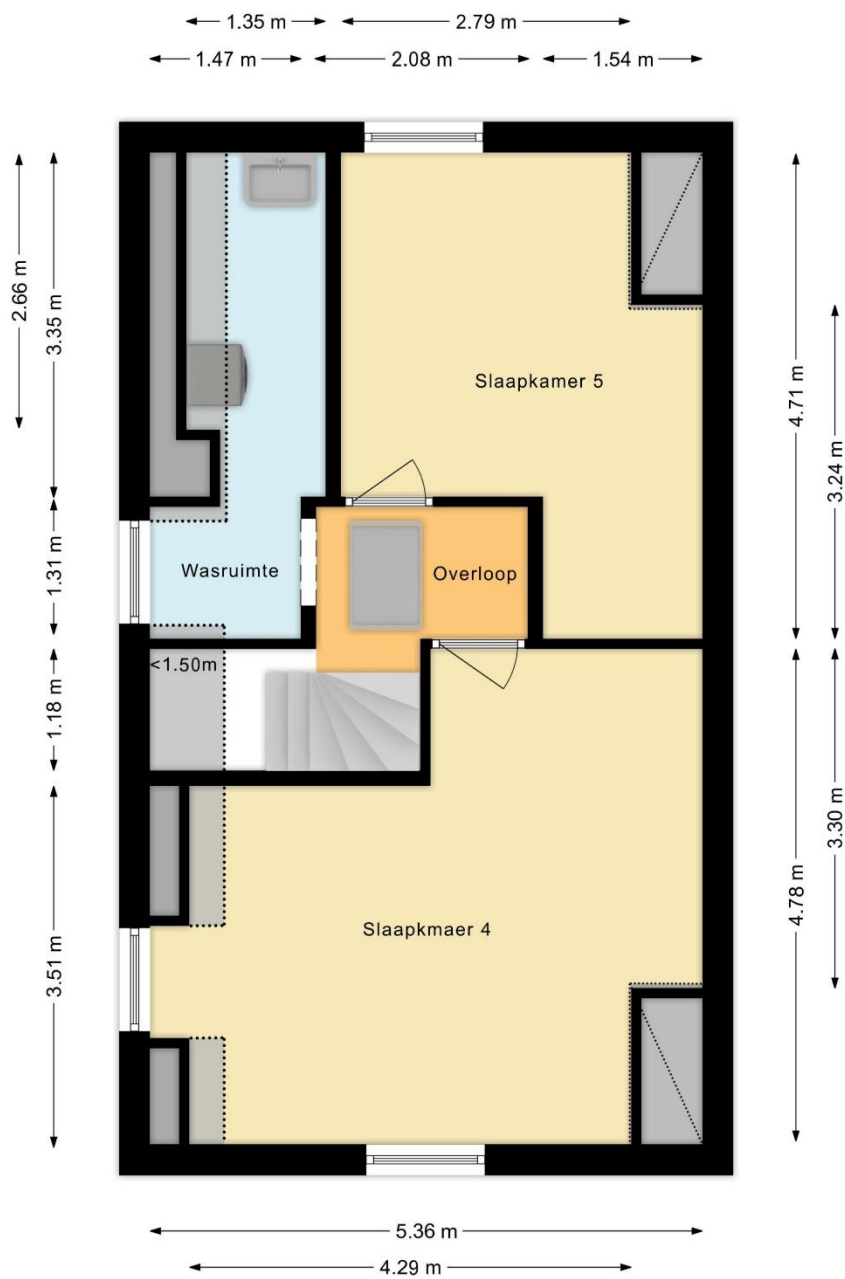 1.35 m
2.79 m
1.47 m
2.08 m
1.54 m
2.66 m
3.35 m
4.71 m
3.24 m
Slaapkamer 5
1.31 m
Wasruimte
Overloop
<1.50m
1.18 m
3.30 m
4.78 m
Slaapkmaer 4
3.51 m
5.36 m
4.29 m